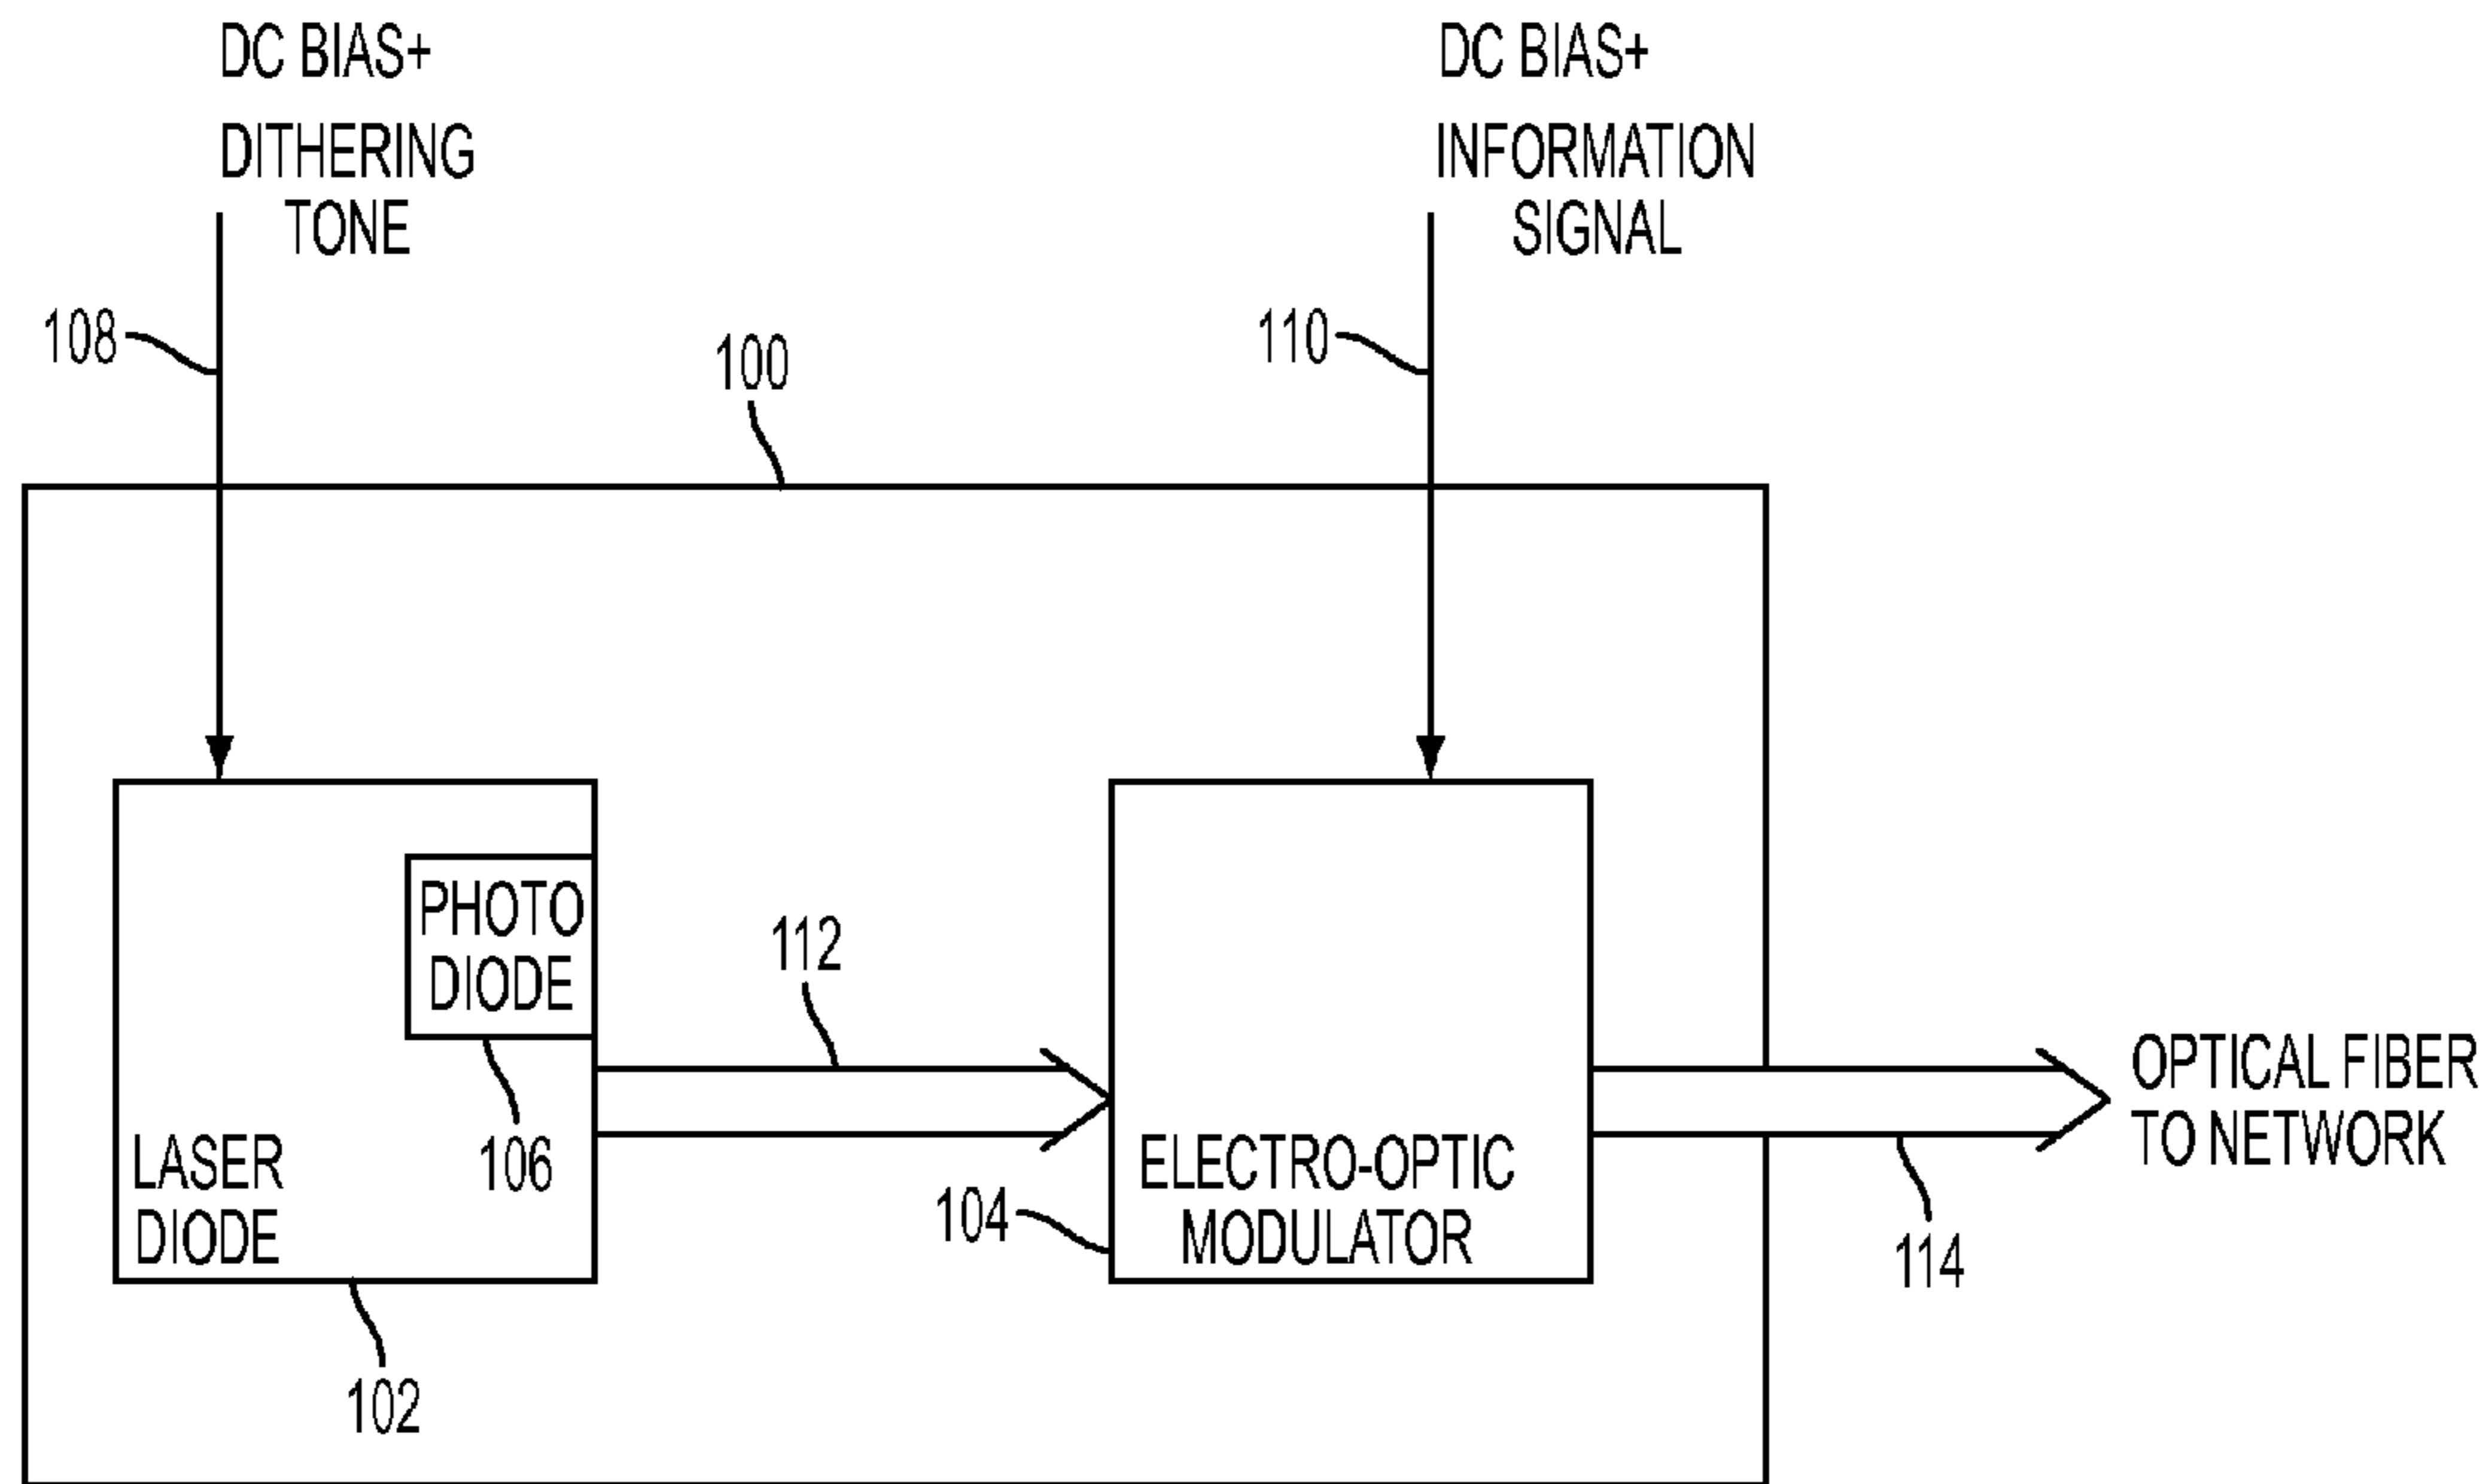 DC BIAS+
DITHERING
TONE
DC BIAS+
INFORMATION
SIGNAL
108
100
110
PHOTO
DIODE
112
106
LASER
DIODE
102
104
ELECTRO-OPTIC
MODULATOR
114
OPTICAL FIBER
TO NETWORK